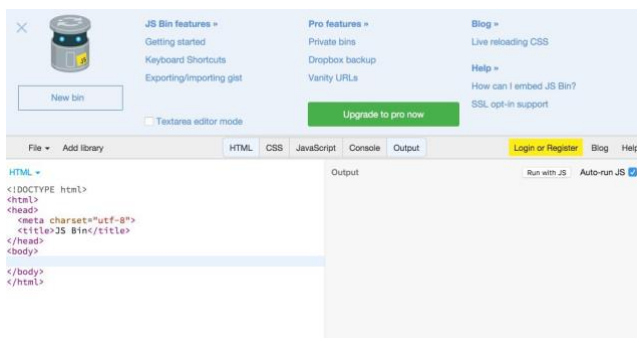 JS Bin features »
Getting started
Keyboard Shortcuts
Exporting/importing gist
Textarea editor mode
New bin
Pro features »
Private bins
Dropbox backup
Vanity URLs
Upgrade to pro now
Blog »
Live reloading CSS
Help »
How can I embed JS Bin?
SSL opt-in support
File Add library HTML CSS JavaScript Console Output Login or Register Blog Help
HTML
<!DOCTYPE html>
<html>
<head>
<meta charset="utf-8">
<title>JS Bin</title>
</head>
<body>
</body>
</html>
Output Run with JS Auto-run JS